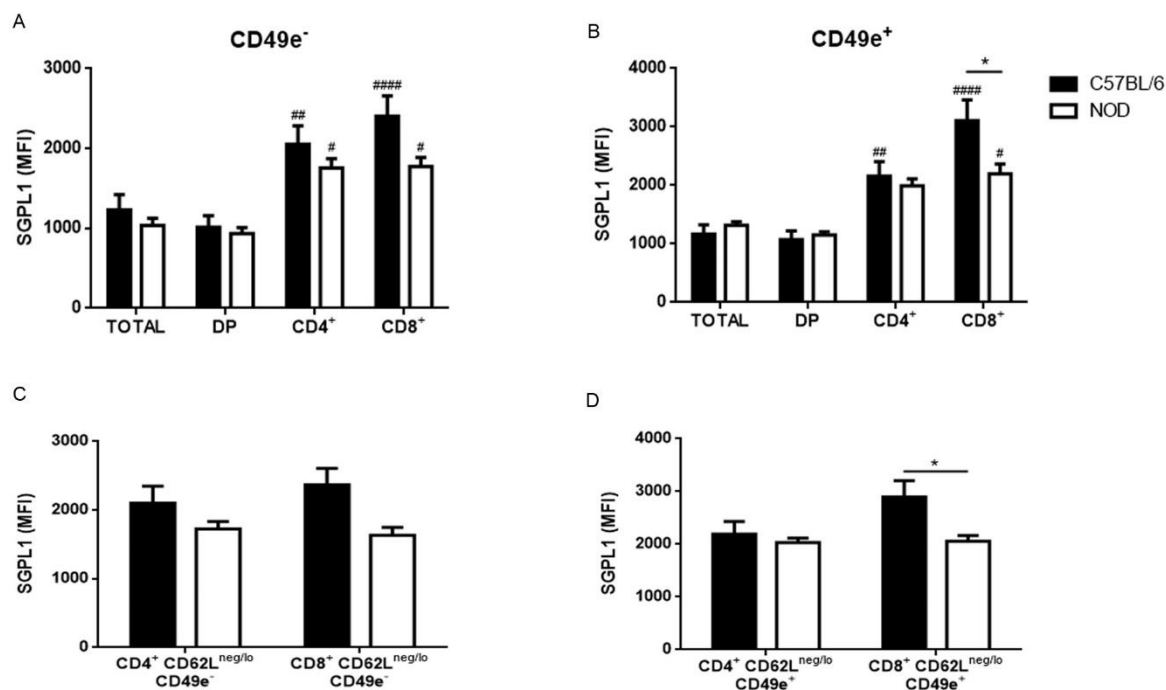 A
CD49e⁻
3000
2000
1000
0
SGPL1 (MFI)
##
#
####
#
TOTAL DP CD4⁺ CD8⁺
B
CD49e⁺
4000
3000
2000
1000
0
SGPL1 (MFI)
##
####
#
*
TOTAL DP CD4⁺ CD8⁺
C57BL/6
NOD
C
3000
2000
1000
0
SGPL1 (MFI)
CD4⁺ CD62Lneg/lo CD8⁺ CD62Lneg/lo
CD49e⁻ CD49e⁻
D
4000
3000
2000
1000
0
SGPL1 (MFI)
*
CD4⁺ CD62Lneg/lo CD8⁺ CD62Lneg/lo
CD49e⁺ CD49e⁺